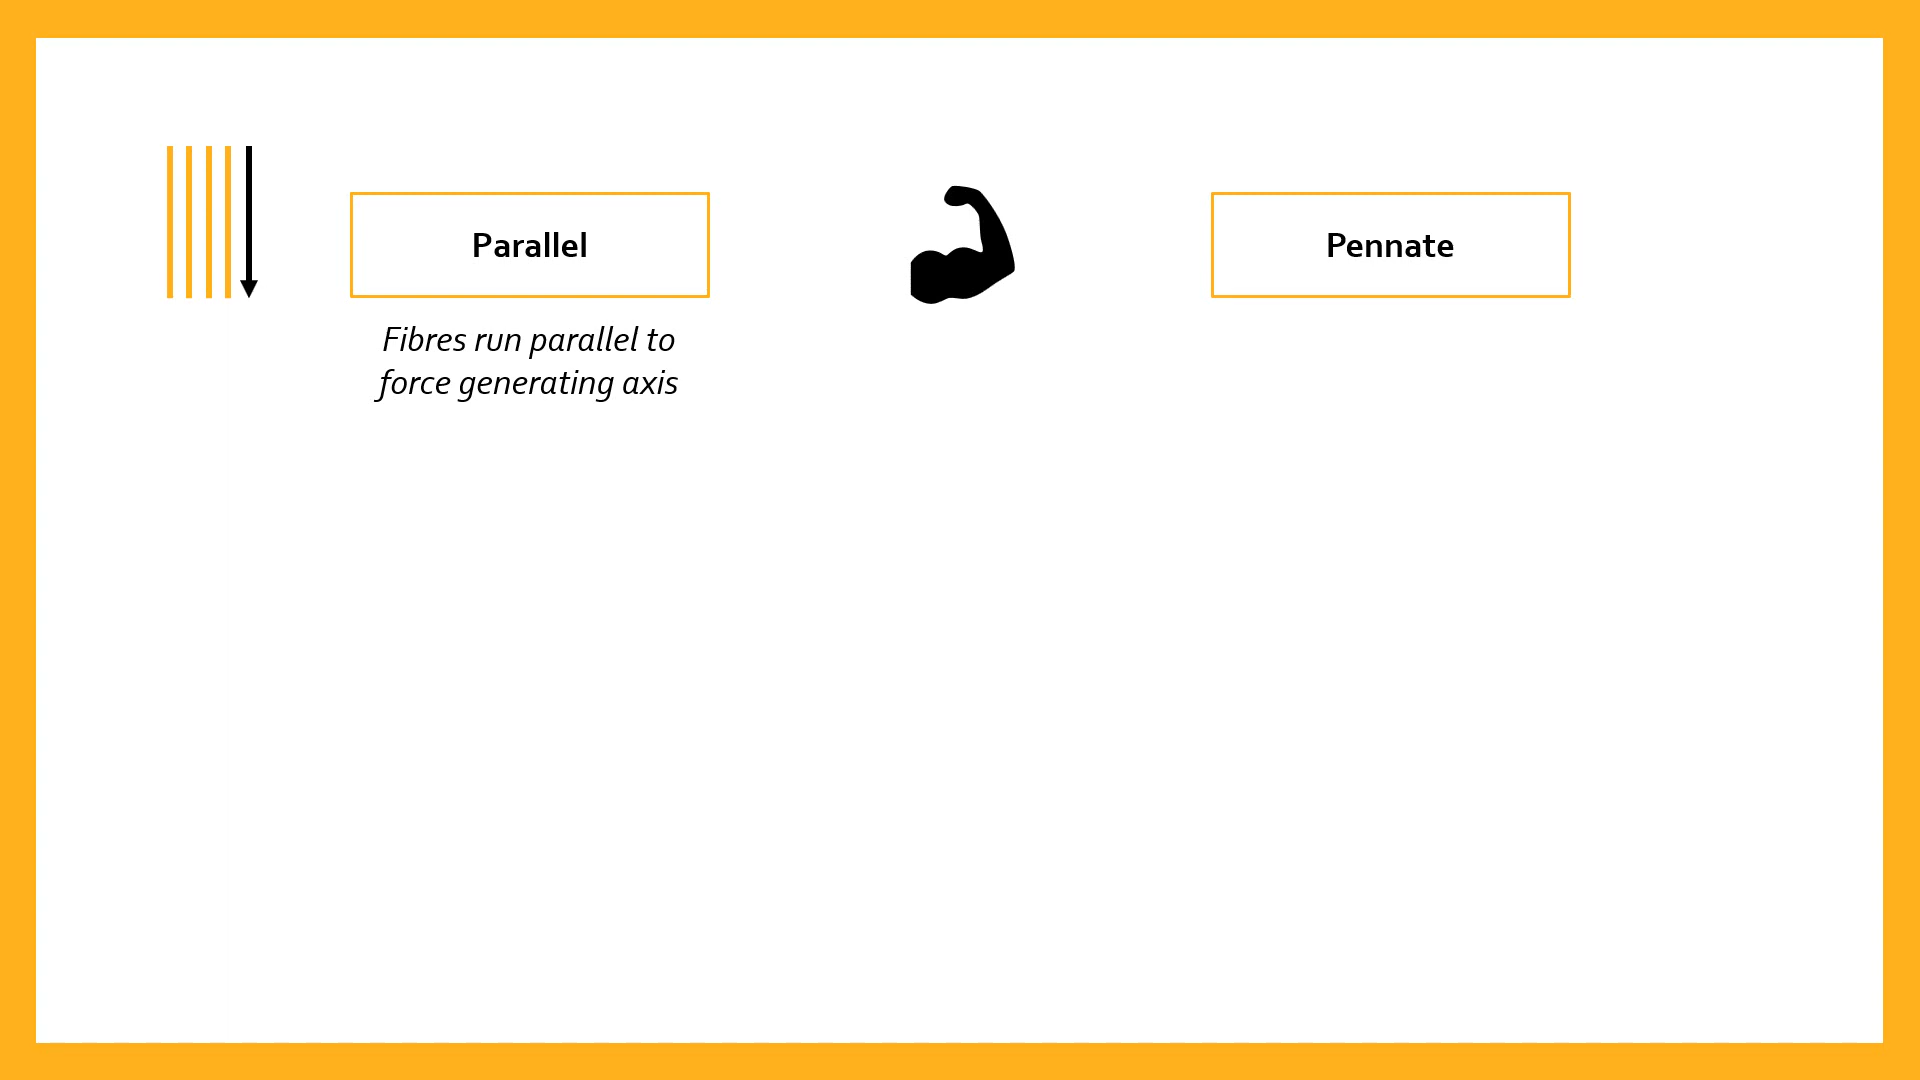 Parallel
Pennate
Fibres run parallel to
force generating axis